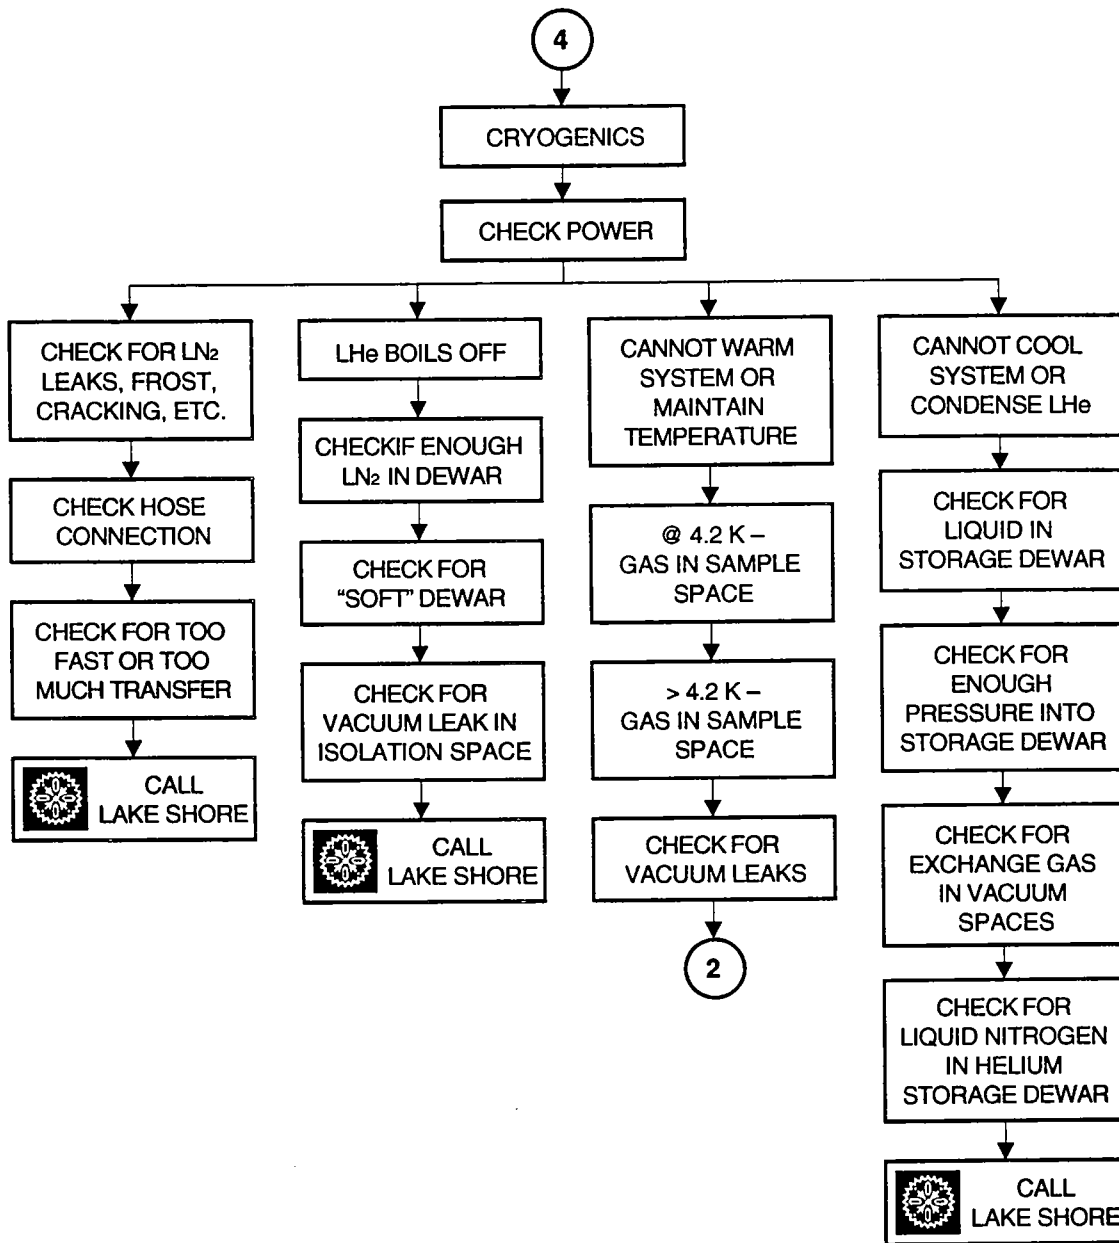 4
CRYOGENICS
CHECK POWER
CHECK FOR LN₂
LEAKS, FROST,
CRACKING, ETC.
CHECK HOSE
CONNECTION
CHECK FOR TOO
FAST OR TOO
MUCH TRANSFER
CALL
LAKE SHORE
LHe BOILS OFF
CHECKIF ENOUGH
LN₂ IN DEWAR
CHECK FOR
“SOFT” DEWAR
CHECK FOR
VACUUM LEAK IN
ISOLATION SPACE
CALL
LAKE SHORE
CANNOT WARM
SYSTEM OR
MAINTAIN
TEMPERATURE
@ 4.2 K –
GAS IN SAMPLE
SPACE
> 4.2 K –
GAS IN SAMPLE
SPACE
CHECK FOR
VACUUM LEAKS
2
CANNOT COOL
SYSTEM OR
CONDENSE LHe
CHECK FOR
LIQUID IN
STORAGE DEWAR
CHECK FOR
ENOUGH
PRESSURE INTO
STORAGE DEWAR
CHECK FOR
EXCHANGE GAS
IN VACUUM
SPACES
CHECK FOR
LIQUID NITROGEN
IN HELIUM
STORAGE DEWAR
CALL
LAKE SHORE